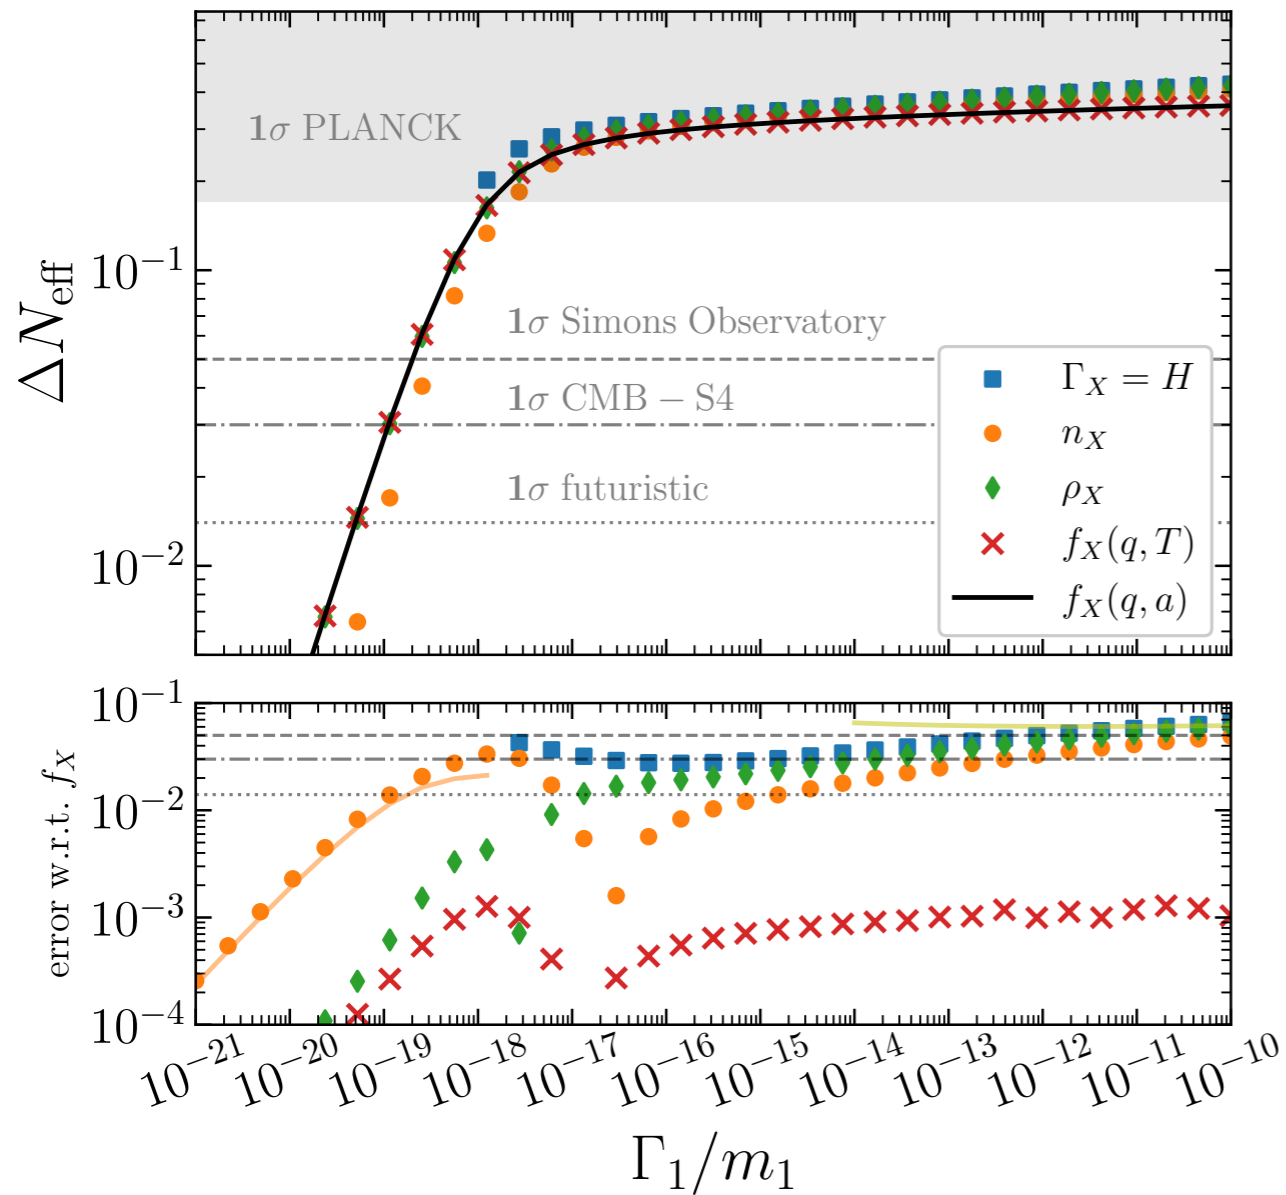 1σ PLANCK
10⁻¹
ΔN_eff
1σ Simons Observatory
1σ CMB − S4
1σ futuristic
10⁻²
Γ_X = H
n_X
ρ_X
f_X(q, T)
f_X(q, a)
10⁻¹
10⁻²
10⁻³
10⁻⁴
error w.r.t. f_X
10⁻²¹ 10⁻²⁰ 10⁻¹⁹ 10⁻¹⁸ 10⁻¹⁷ 10⁻¹⁶ 10⁻¹⁵ 10⁻¹⁴ 10⁻¹³ 10⁻¹² 10⁻¹¹ 10⁻¹⁰
Γ₁/m₁